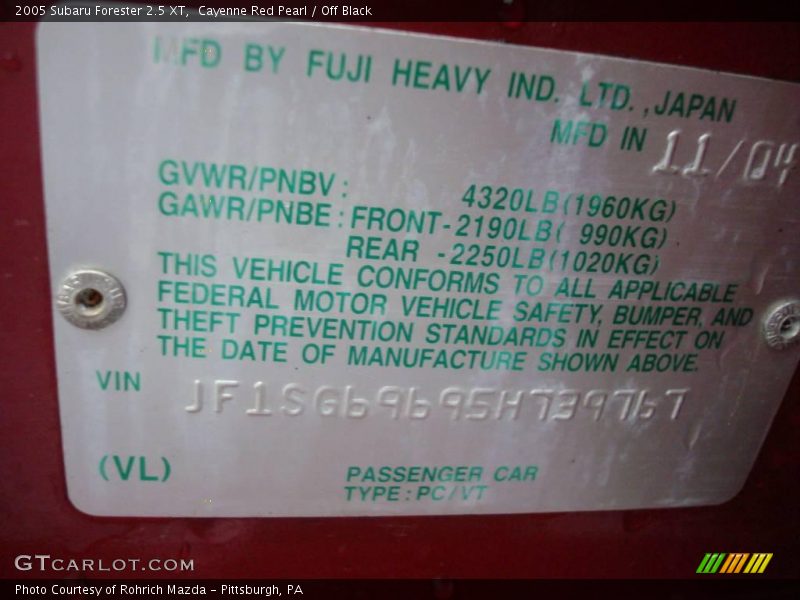 2005 Subaru Forester 2.5 XT,  Cayenne Red Pearl / Off Black
MFD BY FUJI HEAVY IND. LTD., JAPAN
MFD IN 11/04
GVWR/PNBV: 4320LB(1960KG)
GAWR/PNBE: FRONT-2190LB( 990KG)
REAR -2250LB(1020KG)
THIS VEHICLE CONFORMS TO ALL APPLICABLE
FEDERAL MOTOR VEHICLE SAFETY, BUMPER, AND
THEFT PREVENTION STANDARDS IN EFFECT ON
THE DATE OF MANUFACTURE SHOWN ABOVE.
VIN JF1SG69695H739767
(VL)
PASSENGER CAR
TYPE: PC/VT
GTCARLOT.COM
Photo Courtesy of Rohrich Mazda - Pittsburgh, PA